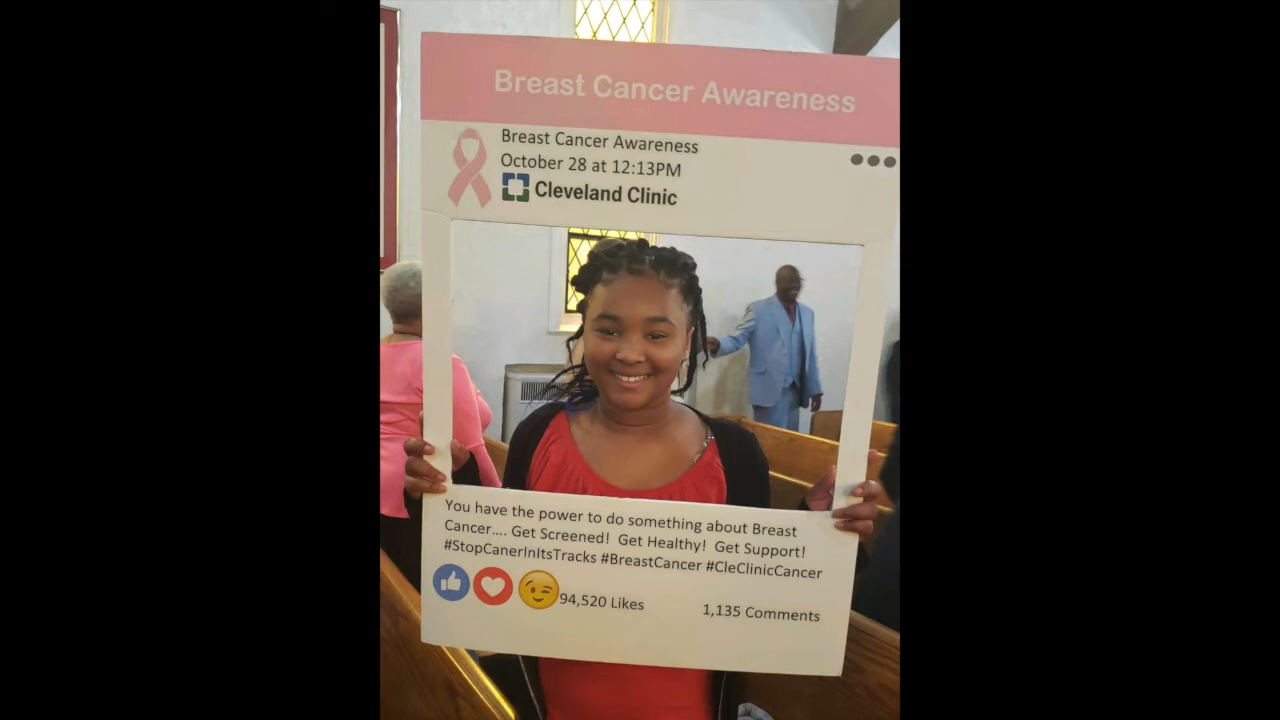 Breast Cancer Awareness
Breast Cancer Awareness
October 28 at 12:13PM
Cleveland Clinic
You have the power to do something about Breast
Cancer.... Get Screened! Get Healthy! Get Support!
#StopCanerInItsTracks #BreastCancer #CleClinicCancer
94,520 Likes
1,135 Comments